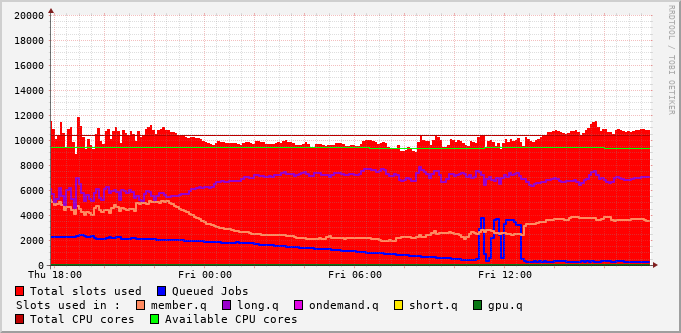 20000
18000
16000
14000
12000
10000
8000
6000
4000
2000
0
Thu 18:00 Fri 00:00 Fri 06:00 Fri 12:00
RRDTOOL / TOBI OETIKER
Total slots used Queued Jobs
Slots used in : member.q long.q ondemand.q short.q gpu.q
Total CPU cores Available CPU cores